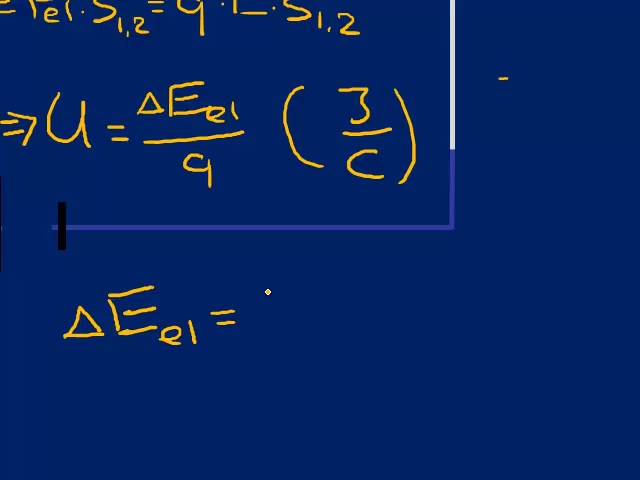 = F_el · S_1,2 = q · E · S_1,2
⇒ U = ΔE_el / q (J / C)
ΔE_el =